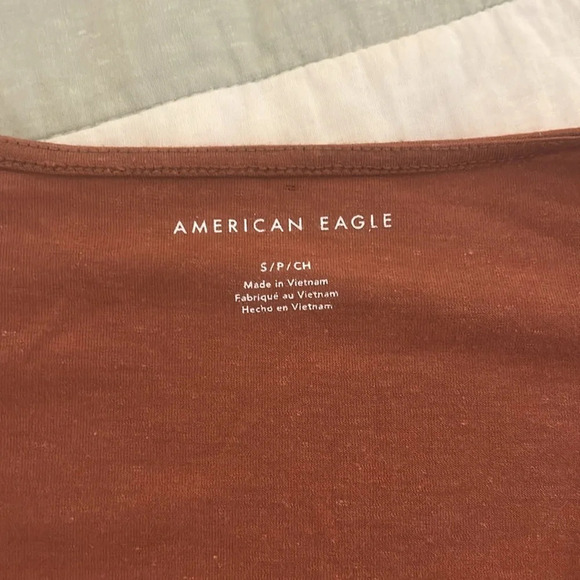 AMERICAN EAGLE
S/P/CH
Made in Vietnam
Fabriqué au Vietnam
Hecho en Vietnam